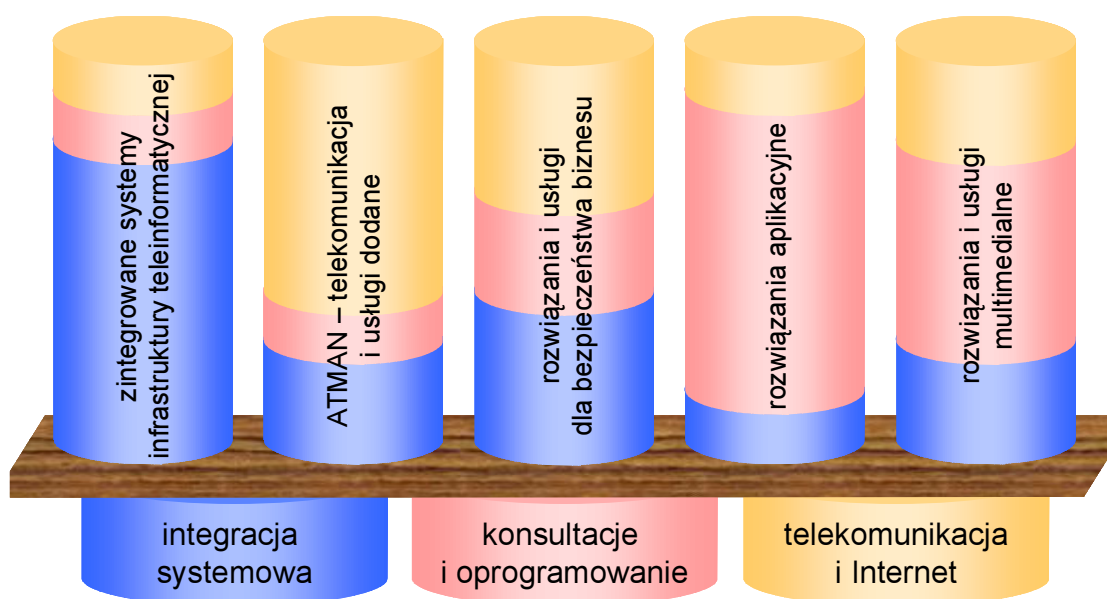 zintegrowane systemy
infrastruktury teleinformatycznej
ATMAN – telekomunikacja
i usługi dodane
rozwiązania i usługi
dla bezpieczeństwa biznesu
rozwiązania aplikacyjne
rozwiązania i usługi
multimedialne
integracja
systemowa
konsultacje
i oprogramowanie
telekomunikacja
i Internet